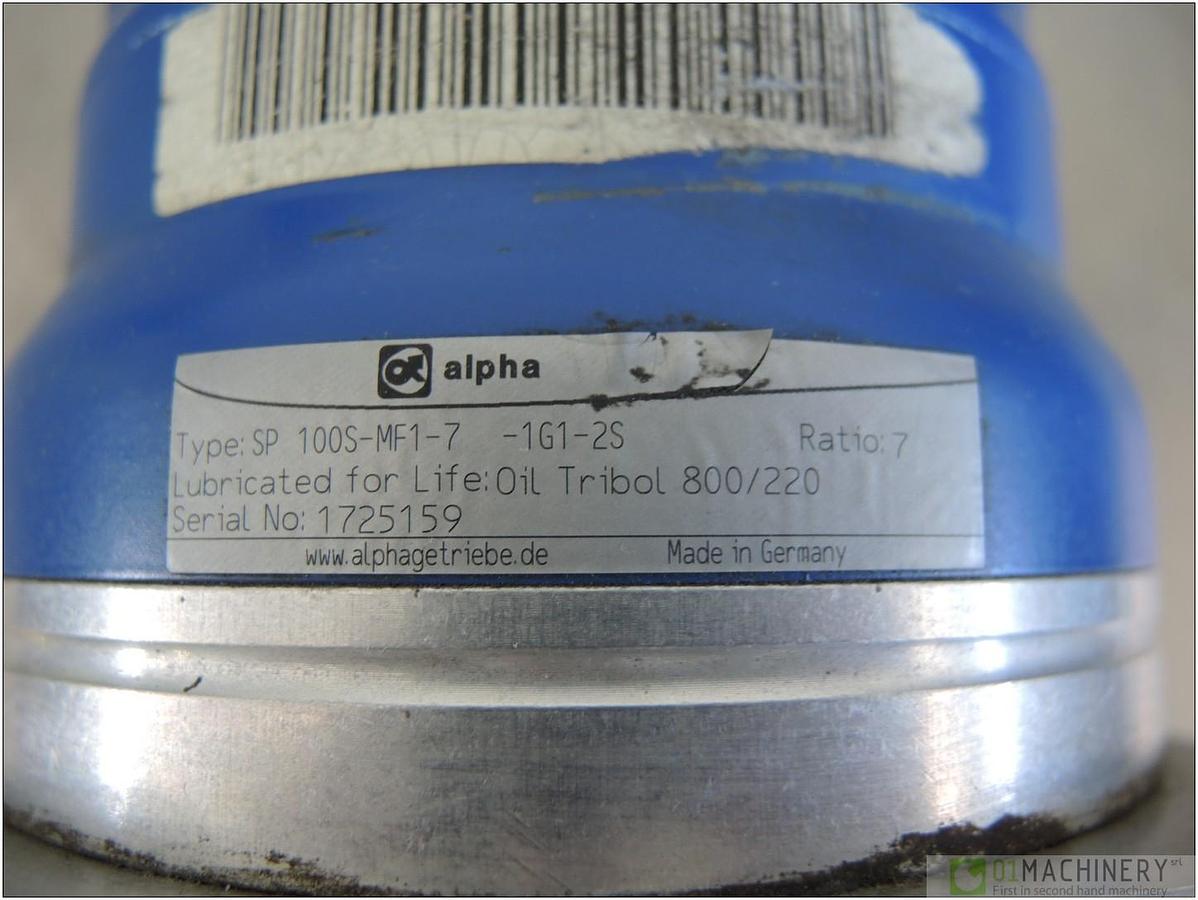 alpha
Type: SP 100S-MF1-7 -1G1-2S Ratio: 7
Lubricated for Life: Oil Tribol 800/220
Serial No: 1725159
www.alphagetriebe.de Made in Germany
01MACHINERY srl
First in second hand machinery